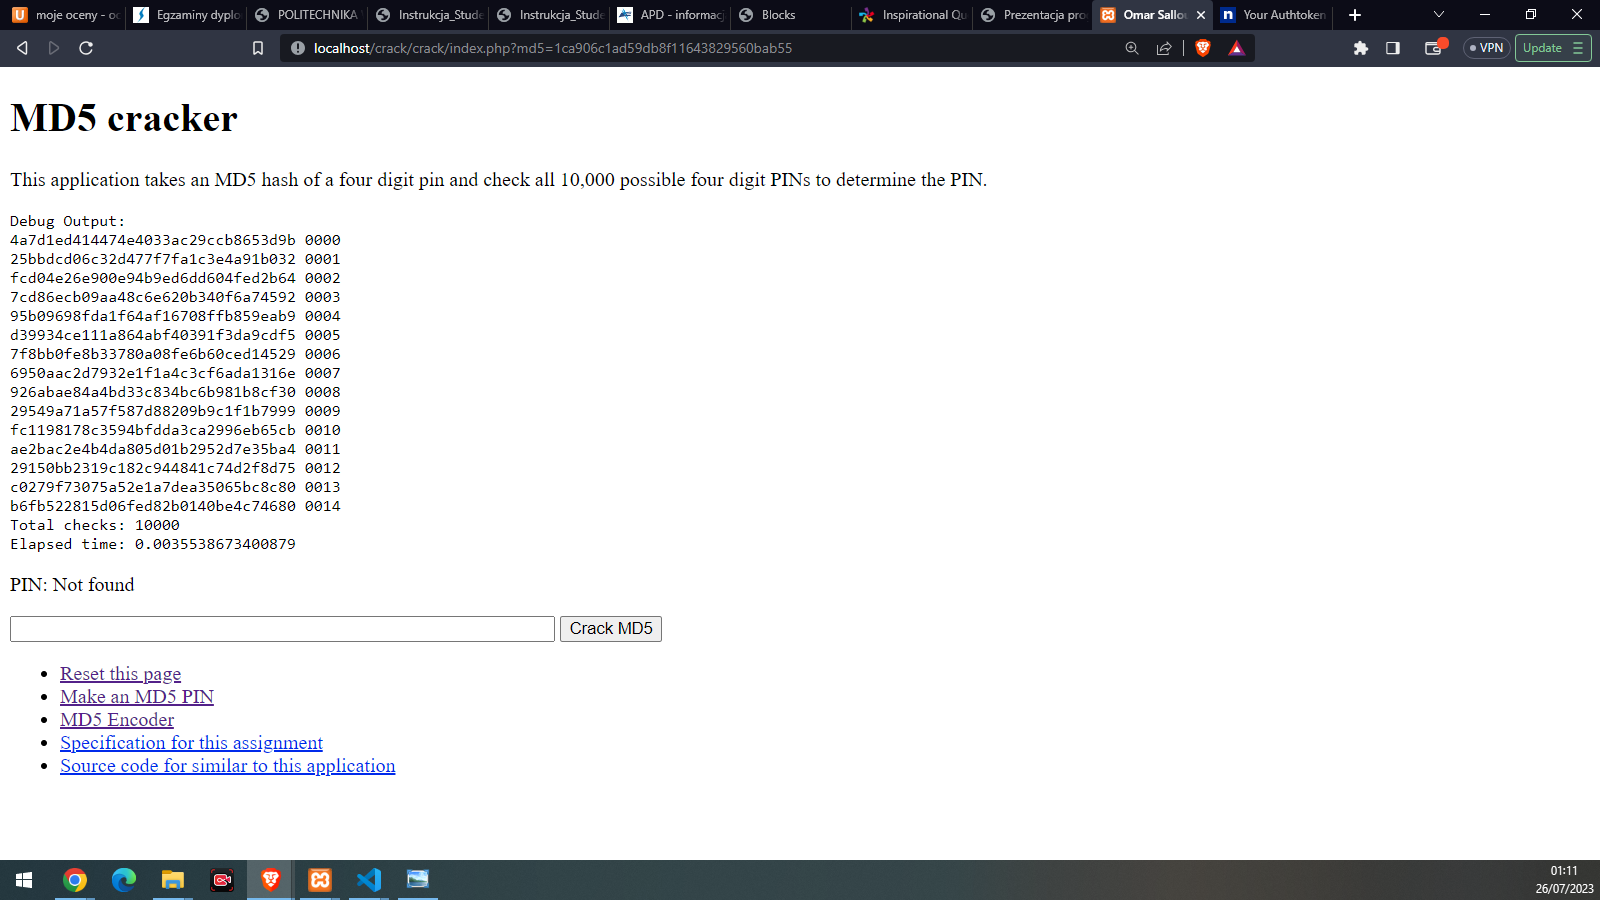 moje oceny - oc
Egzaminy dyplo
POLITECHNIKA
Instrukcja_Stude
Instrukcja_Stude
APD - informacj
Blocks
Inspirational Qu
Prezentacja pro
Omar Sallou
Your Authtoken
localhost/crack/crack/index.php?md5=1ca906c1ad59db8f11643829560bab55
VPN
Update
MD5 cracker
This application takes an MD5 hash of a four digit pin and check all 10,000 possible four digit PINs to determine the PIN.
Debug Output:
4a7d1ed414474e4033ac29ccb8653d9b 0000
25bbdcd06c32d477f7fa1c3e4a91b032 0001
fcd04e26e900e94b9ed6dd604fed2b64 0002
7cd86ecb09aa48c6e620b340f6a74592 0003
95b09698fda1f64af16708ffb859eab9 0004
d39934ce111a864abf40391f3da9cdf5 0005
7f8bb0fe8b33780a08fe6b60ced14529 0006
6950aac2d7932e1f1a4c3cf6ada1316e 0007
926abae84a4bd33c834bc6b981b8cf30 0008
29549a71a57f587d88209b9c1f1b7999 0009
fc1198178c3594bfdda3ca2996eb65cb 0010
ae2bac2e4b4da805d01b2952d7e35ba4 0011
29150bb2319c182c944841c74d2f8d75 0012
c0279f73075a52e1a7dea35065bc8c80 0013
b6fb522815d06fed82b0140be4c74680 0014
Total checks: 10000
Elapsed time: 0.0035538673400879
PIN: Not found
Crack MD5
Reset this page
Make an MD5 PIN
MD5 Encoder
Specification for this assignment
Source code for similar to this application
01:11
26/07/2023